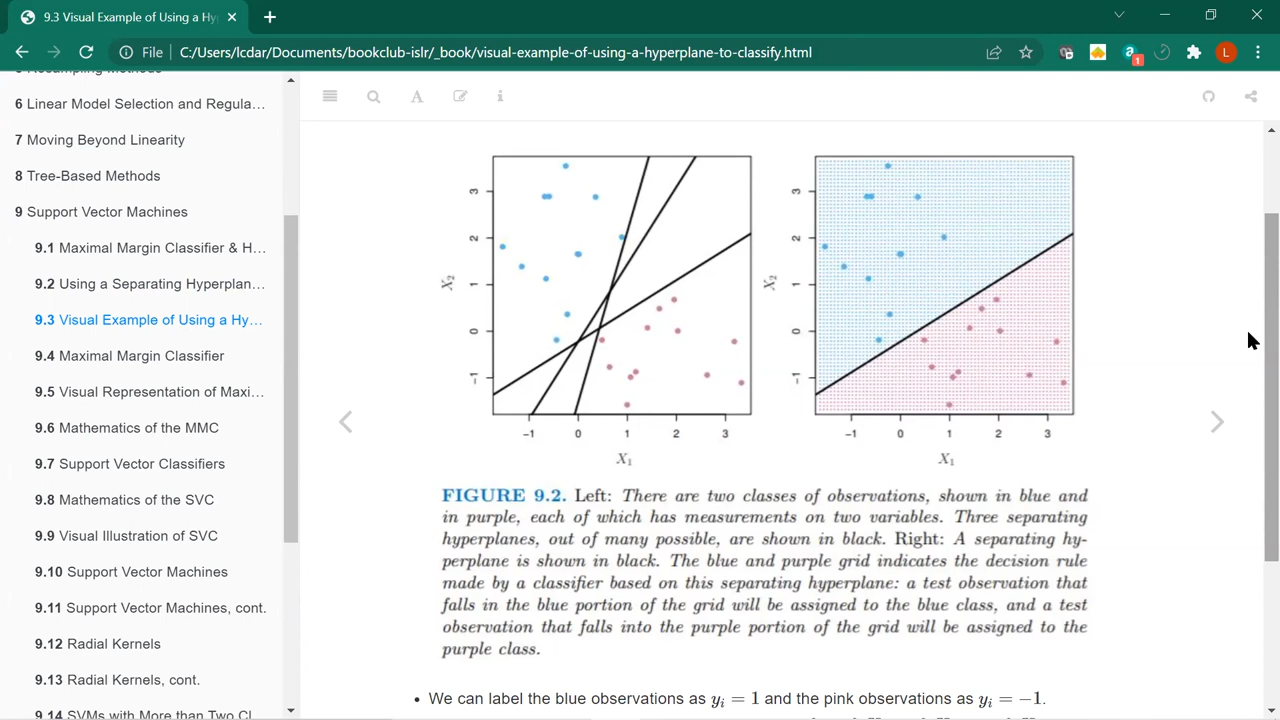 9.3 Visual Example of Using a Hy
File
C:/Users/lcdar/Documents/bookclub-islr/_book/visual-example-of-using-a-hyperplane-to-classify.html
1
L
6 Linear Model Selection and Regula…
7 Moving Beyond Linearity
8 Tree-Based Methods
9 Support Vector Machines
9.1 Maximal Margin Classifier & H…
9.2 Using a Separating Hyperplan…
9.3 Visual Example of Using a Hy…
9.4 Maximal Margin Classifier
9.5 Visual Representation of Maxi…
9.6 Mathematics of the MMC
9.7 Support Vector Classifiers
9.8 Mathematics of the SVC
9.9 Visual Illustration of SVC
9.10 Support Vector Machines
9.11 Support Vector Machines, cont.
9.12 Radial Kernels
9.13 Radial Kernels, cont.
9.14 SVMs with More than Two Cl
3
2
1
0
−1
X₂
−1 0 1 2 3
X₁
3
2
1
0
−1
X₂
−1 0 1 2 3
X₁
FIGURE 9.2. Left: There are two classes of observations, shown in blue and
in purple, each of which has measurements on two variables. Three separating
hyperplanes, out of many possible, are shown in black. Right: A separating hy-
perplane is shown in black. The blue and purple grid indicates the decision rule
made by a classifier based on this separating hyperplane: a test observation that
falls in the blue portion of the grid will be assigned to the blue class, and a test
observation that falls into the purple portion of the grid will be assigned to the
purple class.
• We can label the blue observations as yᵢ = 1 and the pink observations as yᵢ = −1.